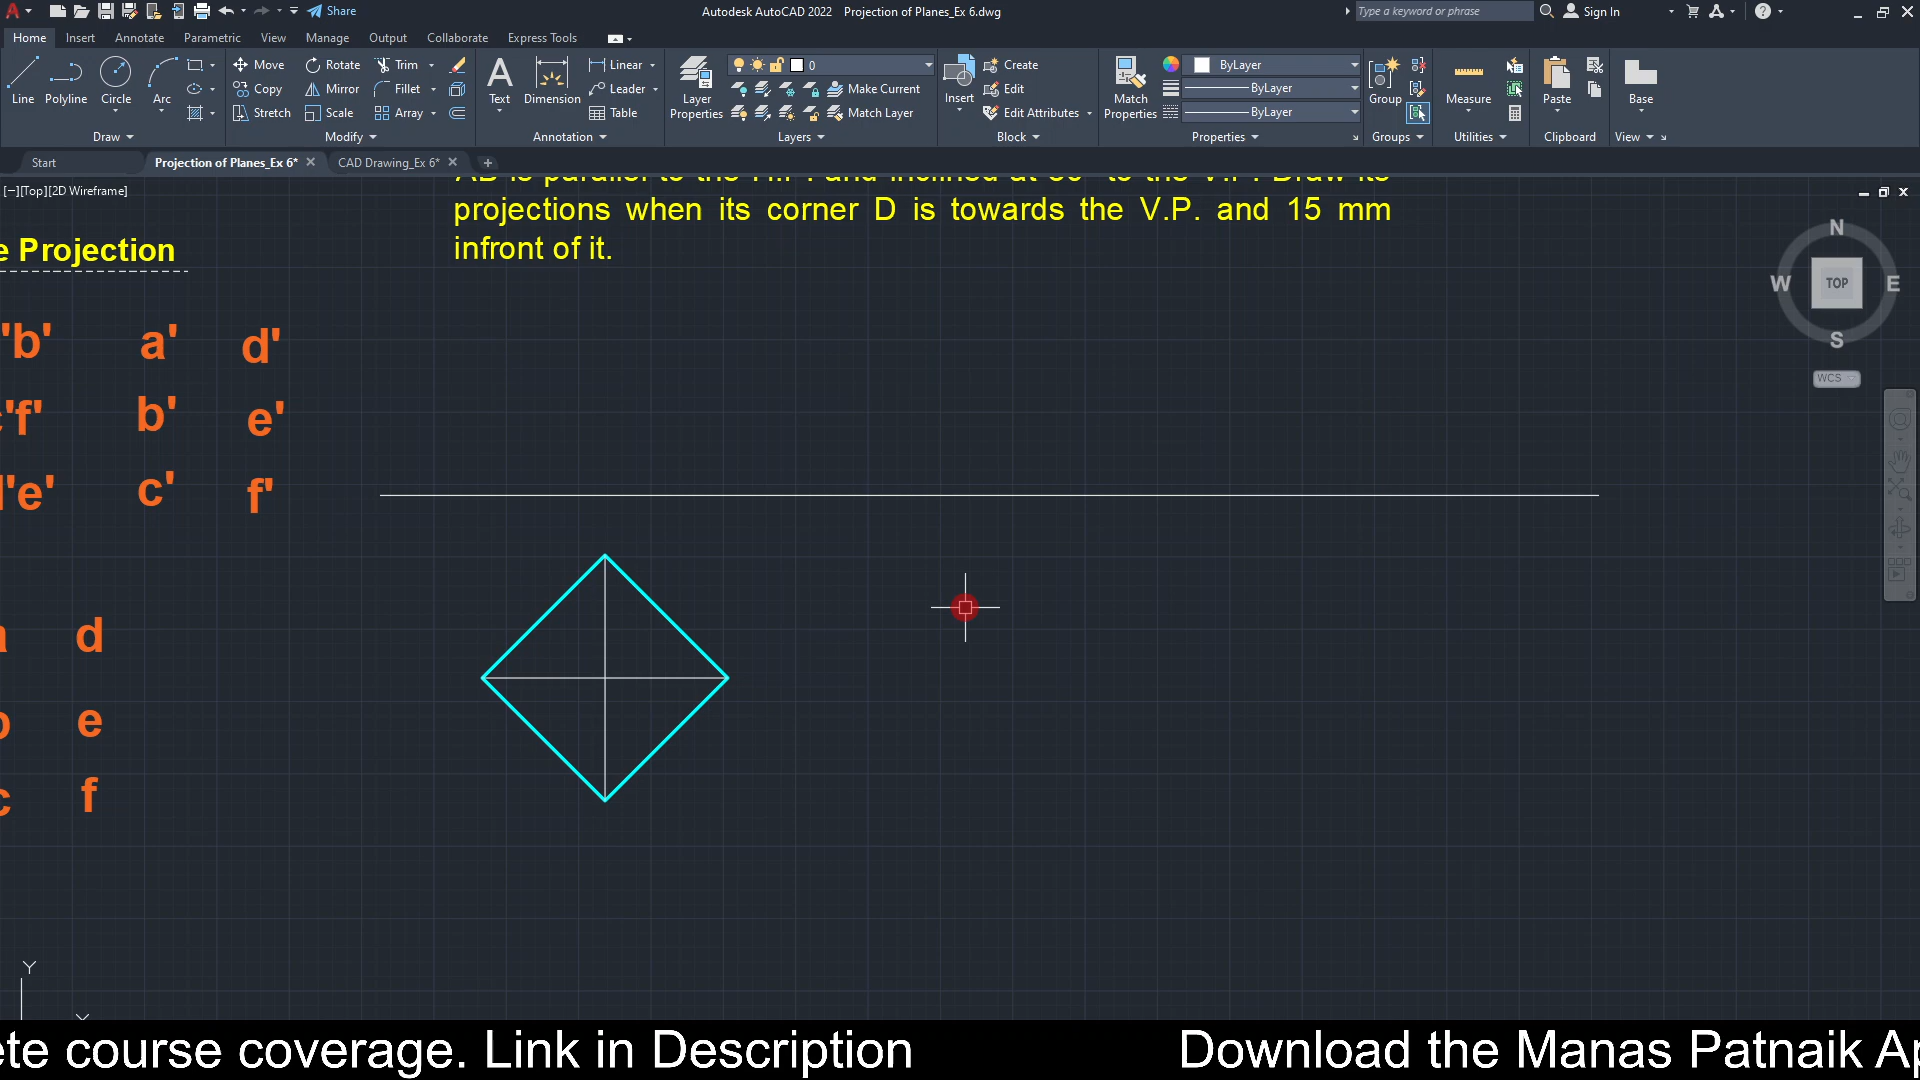 Share
Autodesk AutoCAD 2022 Projection of Planes_Ex 6.dwg
Type a keyword or phrase
Sign In
Home Insert Annotate Parametric View Manage Output Collaborate Express Tools
Line Polyline Circle Arc
Move Rotate Trim
Copy Mirror Fillet
Stretch Scale Array
Text Dimension
Linear
Leader
Table
Layer
Properties
0
Make Current
Match Layer
Insert
Create
Edit
Edit Attributes
Match
Properties
ByLayer
ByLayer
ByLayer
Group
Measure
Paste
Base
Draw Modify Annotation Layers Block Properties Groups Utilities Clipboard View
Start Projection of Planes_Ex 6* CAD Drawing_Ex 6*
[−][Top][2D Wireframe]
projections when its corner D is towards the V.P. and 15 mm
infront of it.
e Projection
'b' a' d'
'f' b' e'
'e' c' f'
d
e
c f
N
W TOP E
S
WCS
Y
ete course coverage. Link in Description Download the Manas Patnaik Ap